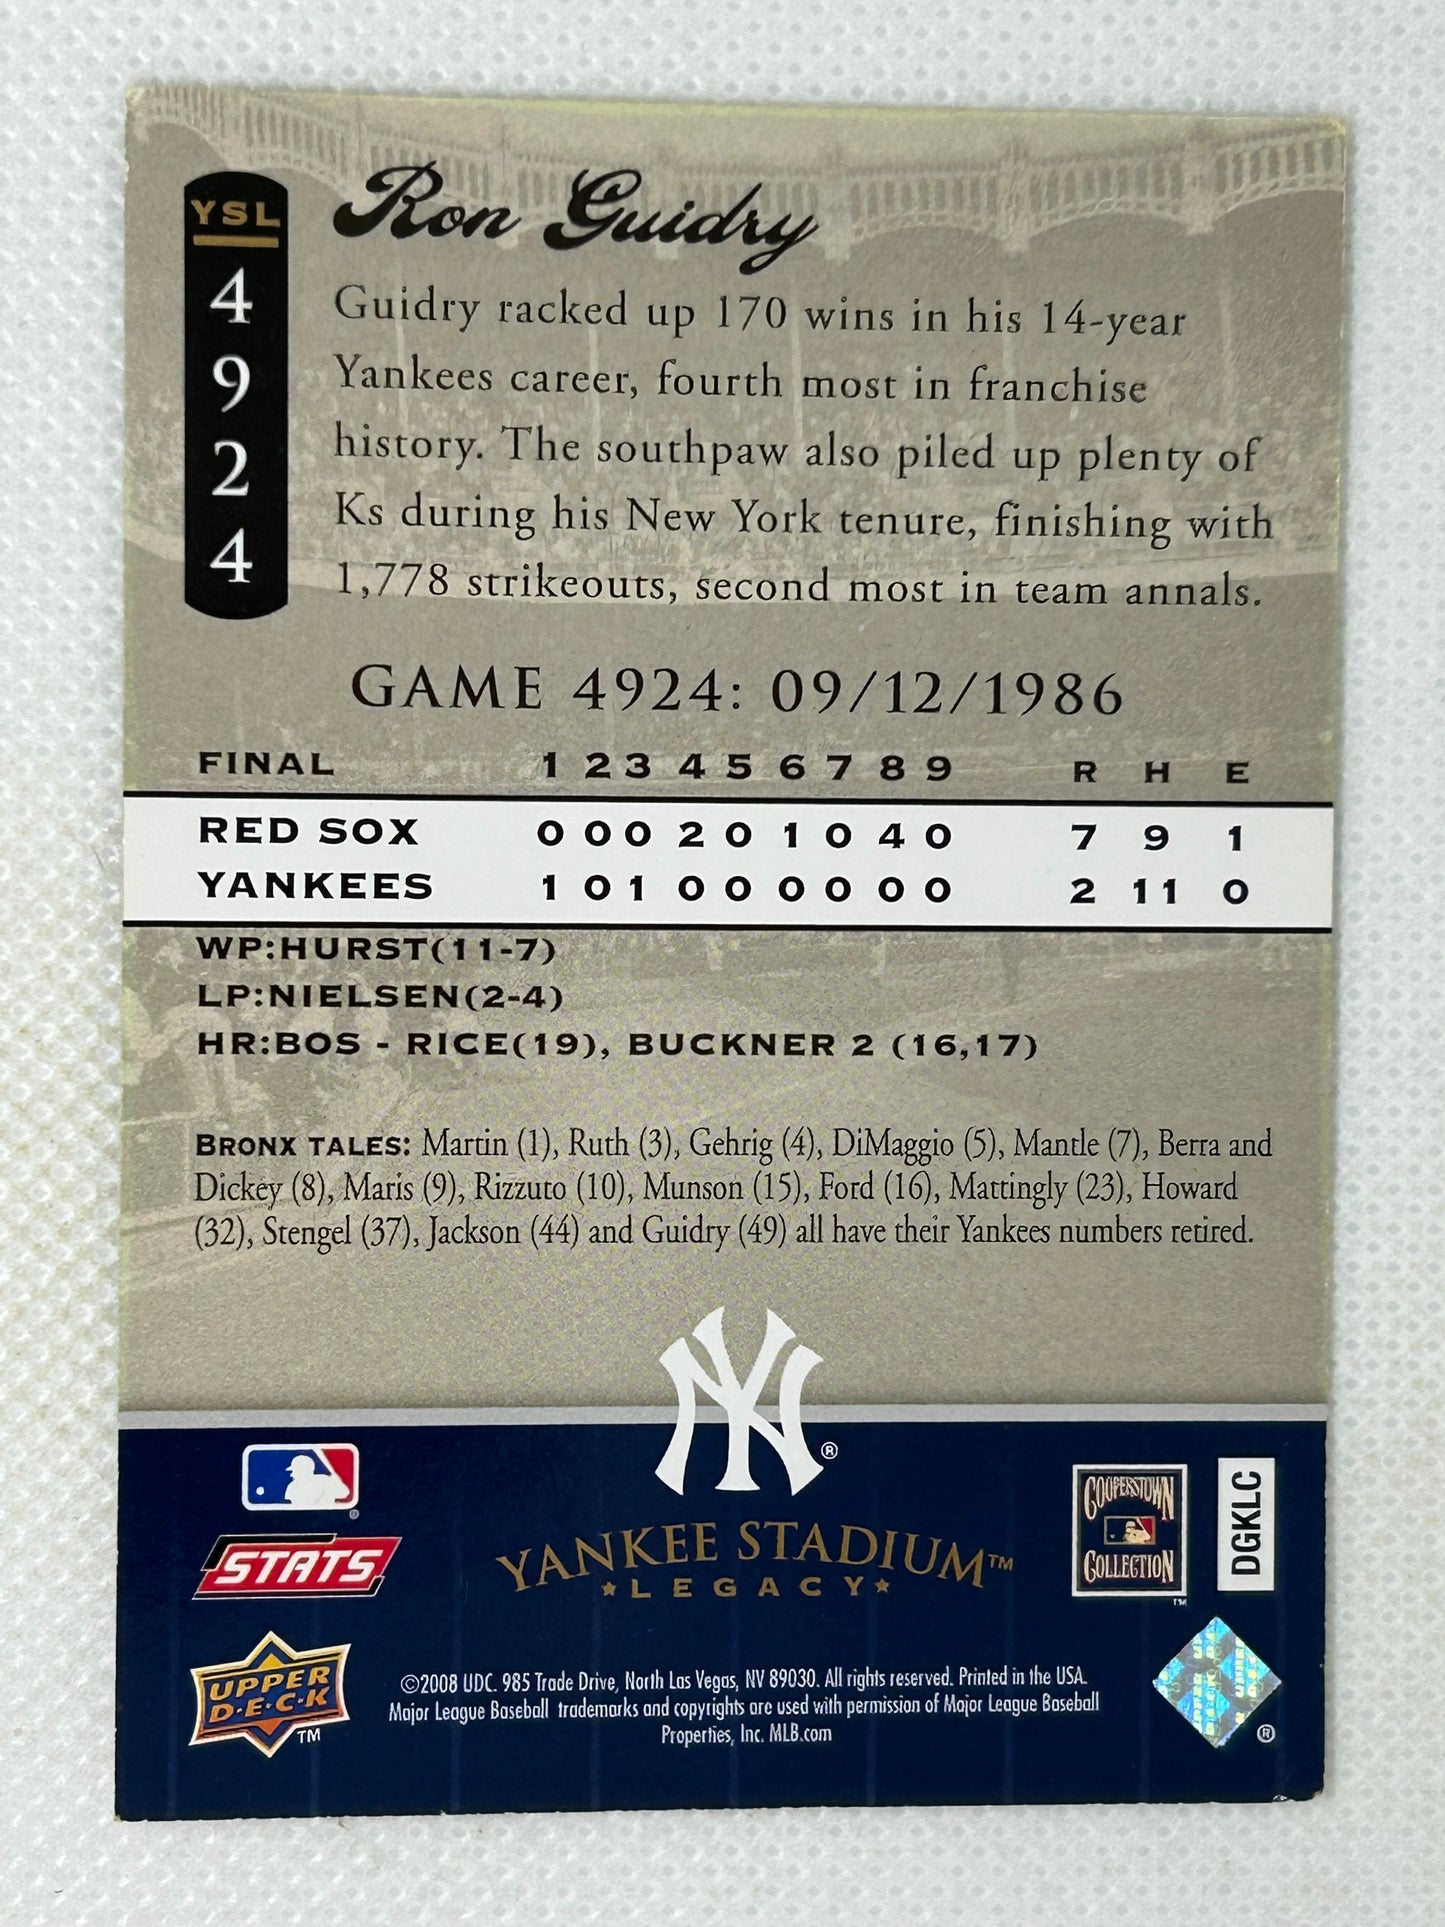 YSL
4
9
2
4
Ron Guidry
Guidry racked up 170 wins in his 14-year
Yankees career, fourth most in franchise
history. The southpaw also piled up plenty of
Ks during his New York tenure, finishing with
1,778 strikeouts, second most in team annals.
GAME 4924: 09/12/1986
FINAL 1 2 3 4 5 6 7 8 9 R H E
RED SOX 0 0 0 2 0 1 0 4 0 7 9 1
YANKEES 1 0 1 0 0 0 0 0 0 2 11 0
WP:HURST(11-7)
LP:NIELSEN(2-4)
HR:BOS - RICE(19), BUCKNER 2 (16,17)
BRONX TALES: Martin (1), Ruth (3), Gehrig (4), DiMaggio (5), Mantle (7), Berra and
Dickey (8), Maris (9), Rizzuto (10), Munson (15), Ford (16), Mattingly (23), Howard
(32), Stengel (37), Jackson (44) and Guidry (49) all have their Yankees numbers retired.
NY®
STATS
YANKEE STADIUM™
★LEGACY★
COOPERSTOWN
COLLECTION
™
DGKLC
UPPER
D·E·C·K
™
©2008 UDC. 985 Trade Drive, North Las Vegas, NV 89030. All rights reserved. Printed in the USA.
Major League Baseball trademarks and copyrights are used with permission of Major League Baseball
Properties, Inc. MLB.com
®